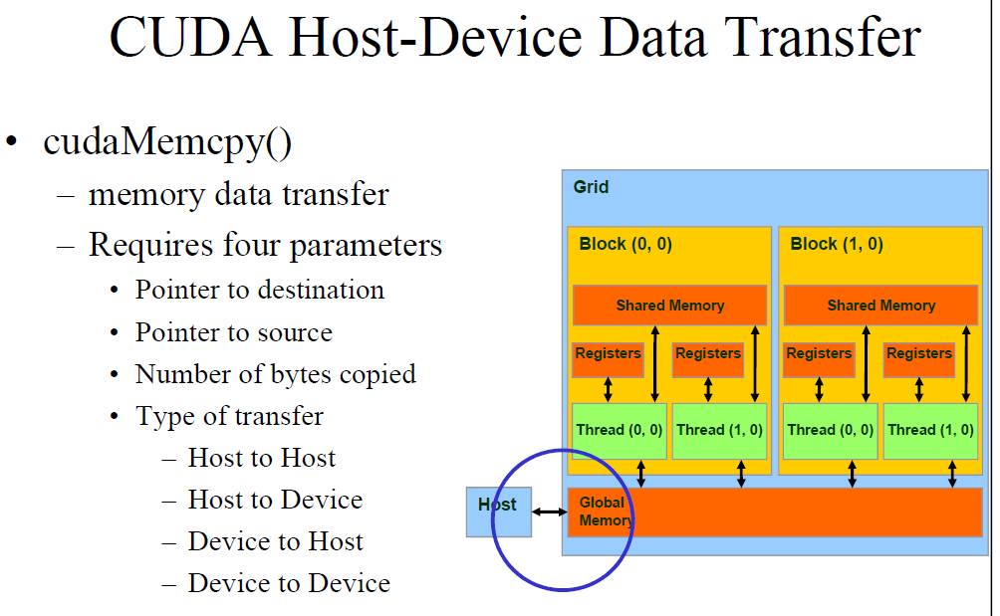 CUDA Host-Device Data Transfer
• cudaMemcpy()
– memory data transfer
– Requires four parameters
• Pointer to destination
• Pointer to source
• Number of bytes copied
• Type of transfer
– Host to Host
– Host to Device
– Device to Host
– Device to Device
Grid
Block (0, 0)
Block (1, 0)
Shared Memory
Shared Memory
Registers
Registers
Registers
Registers
Thread (0, 0)
Thread (1, 0)
Thread (0, 0)
Thread (1, 0)
Host
Global
Memory